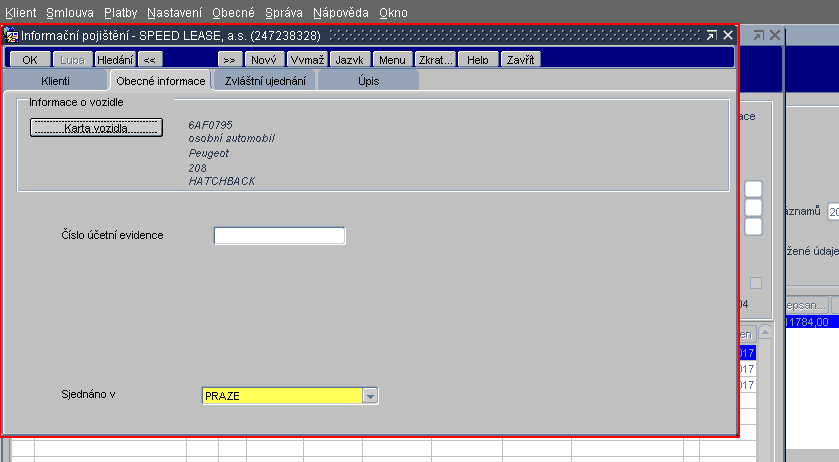 Klient Smlouva Platby Nastavení Obecné Správa Nápověda Okno
Informační pojištění - SPEED LEASE, a.s. (247238328)
OK Lupa Hledání << >> Nový Vymaž Jazyk Menu Zkrat... Help Zavřít
Klienti Obecné informace Zvláštní ujednání Úpis
Informace o vozidle
Karta vozidla
6AF0795
osobní automobil
Peugeot
208
HATCHBACK
ace
áznamů 20
Číslo účetní evidence
žené údaje
04
epsan...
11784,00
en
017
017
017
Sjednáno v PRAZE